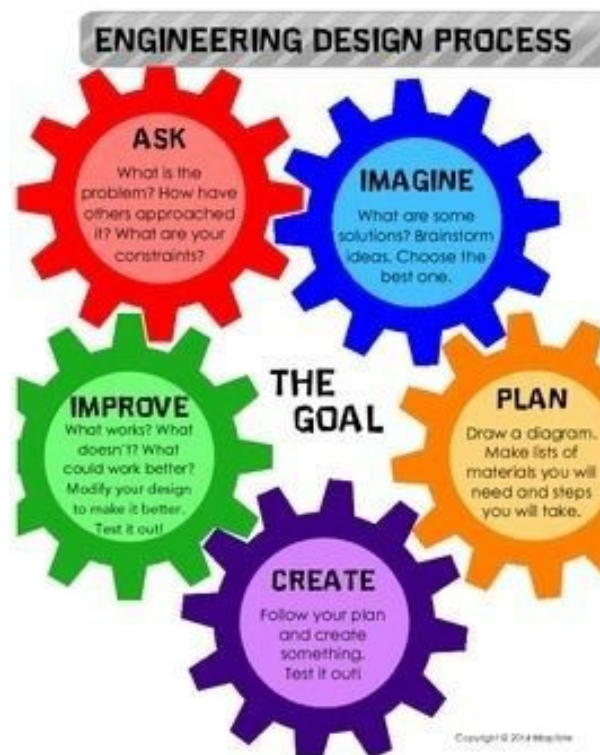 ENGINEERING DESIGN PROCESS
ASK
What is the
problem? How have
others approached
it? What are your
constraints?
IMAGINE
What are some
solutions? Brainstorm
ideas. Choose the
best one.
THE
GOAL
PLAN
Draw a diagram.
Make lists of
materials you will
need and steps
you will take.
IMPROVE
What works? What
doesn't? What
could work better?
Modify your design
to make it better.
Test it out!
CREATE
Follow your plan
and create
something.
Test it out!
Copyright © 2014